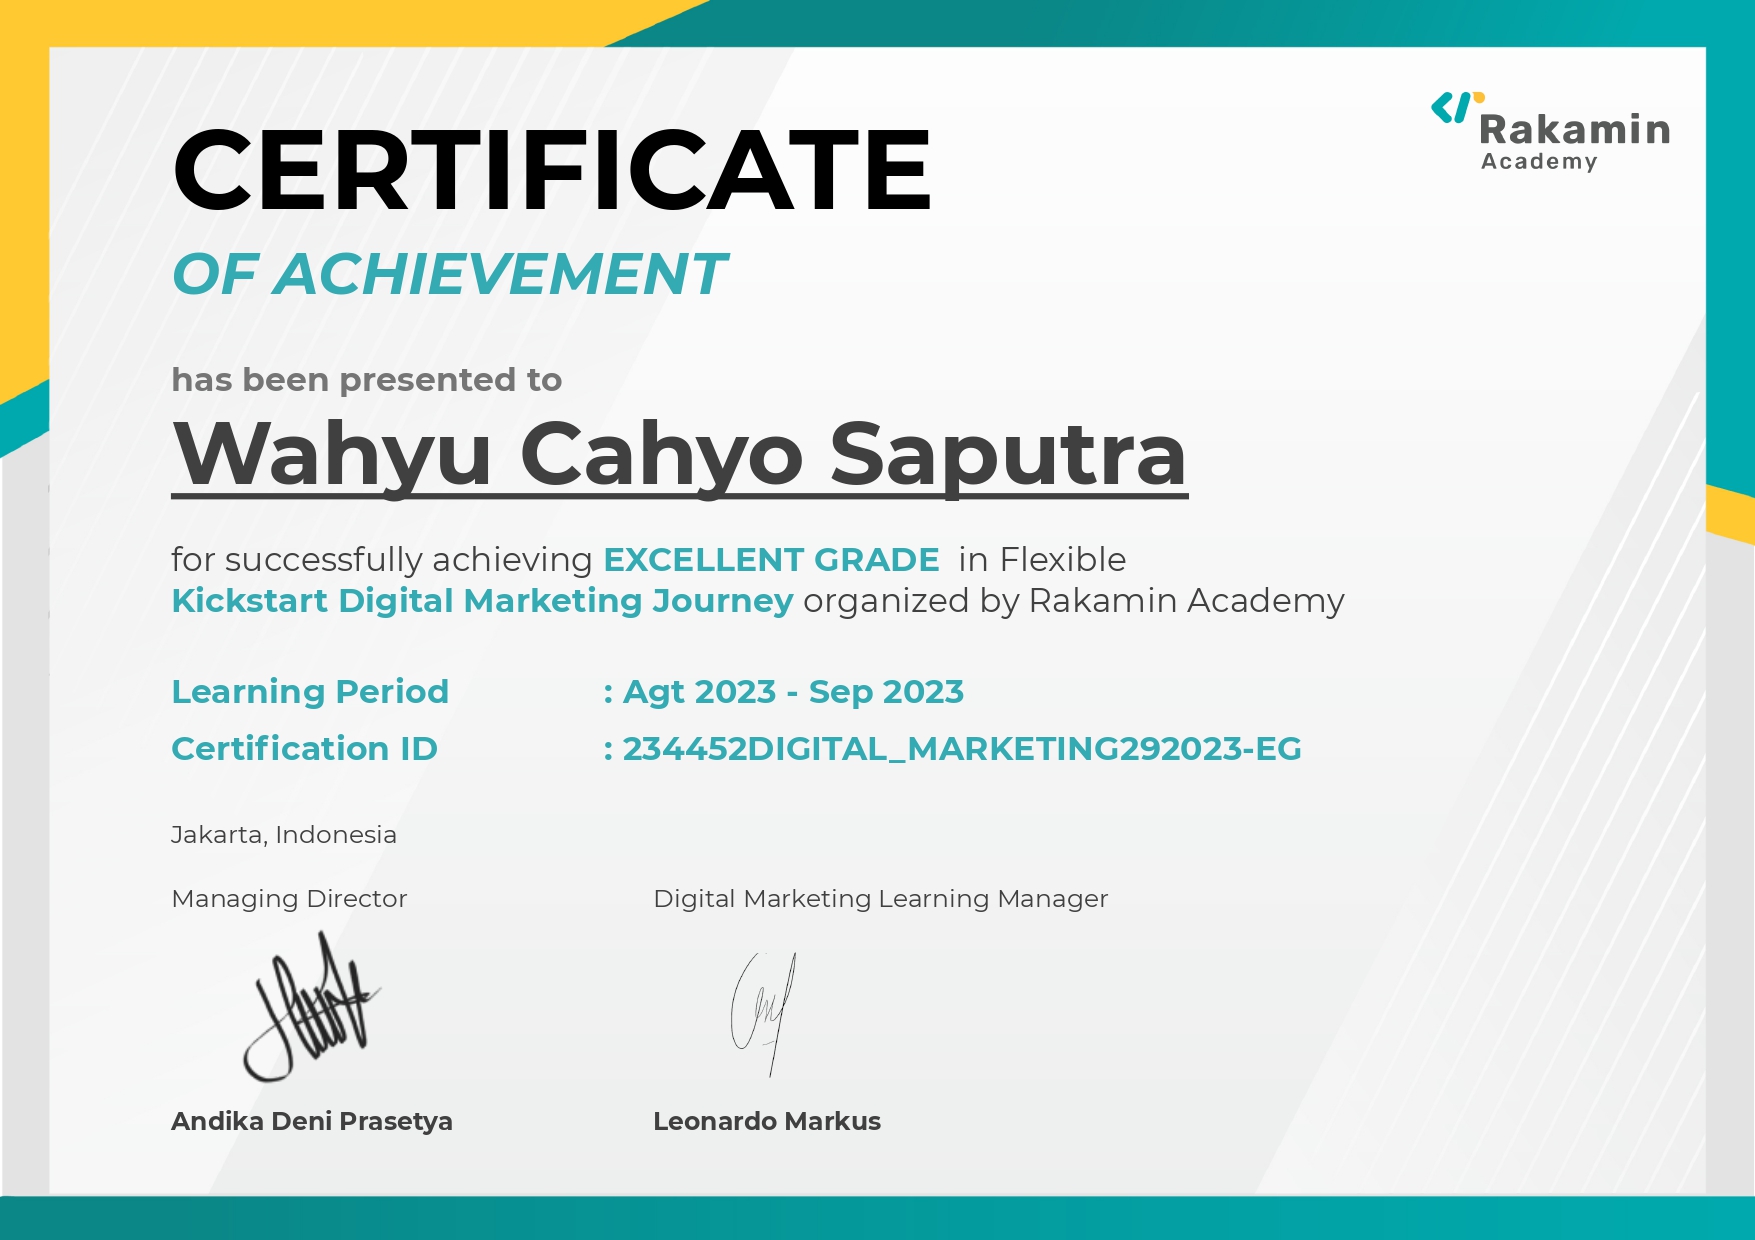 Rakamin
Academy
CERTIFICATE
OF ACHIEVEMENT
has been presented to
Wahyu Cahyo Saputra
for successfully achieving EXCELLENT GRADE in Flexible
Kickstart Digital Marketing Journey organized by Rakamin Academy
Learning Period : Agt 2023 - Sep 2023
Certification ID : 234452DIGITAL_MARKETING292023-EG
Jakarta, Indonesia
Managing Director
Digital Marketing Learning Manager
Andika Deni Prasetya
Leonardo Markus